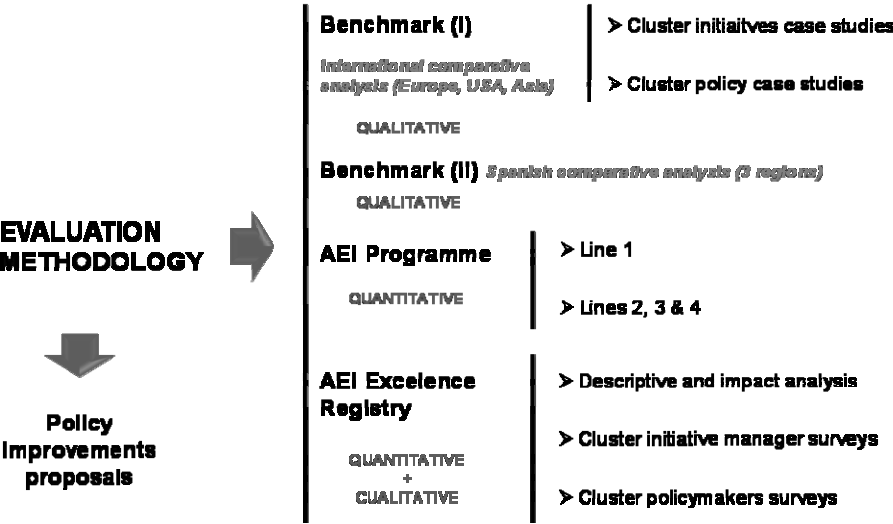 EVALUATION
METHODOLOGY
Policy
improvements
proposals
Benchmark (I)
International comparative
analysis (Europe, USA, Asia)
QUALITATIVE
➢ Cluster initiaitves case studies
➢ Cluster policy case studies
Benchmark (II) Spanish comparative analysis (3 regions)
QUALITATIVE
AEI Programme
QUANTITATIVE
➢ Line 1
➢ Lines 2, 3 & 4
AEI Excelence
Registry
QUANTITATIVE
+
CUALITATIVE
➢ Descriptive and impact analysis
➢ Cluster initiative manager surveys
➢ Cluster policymakers surveys